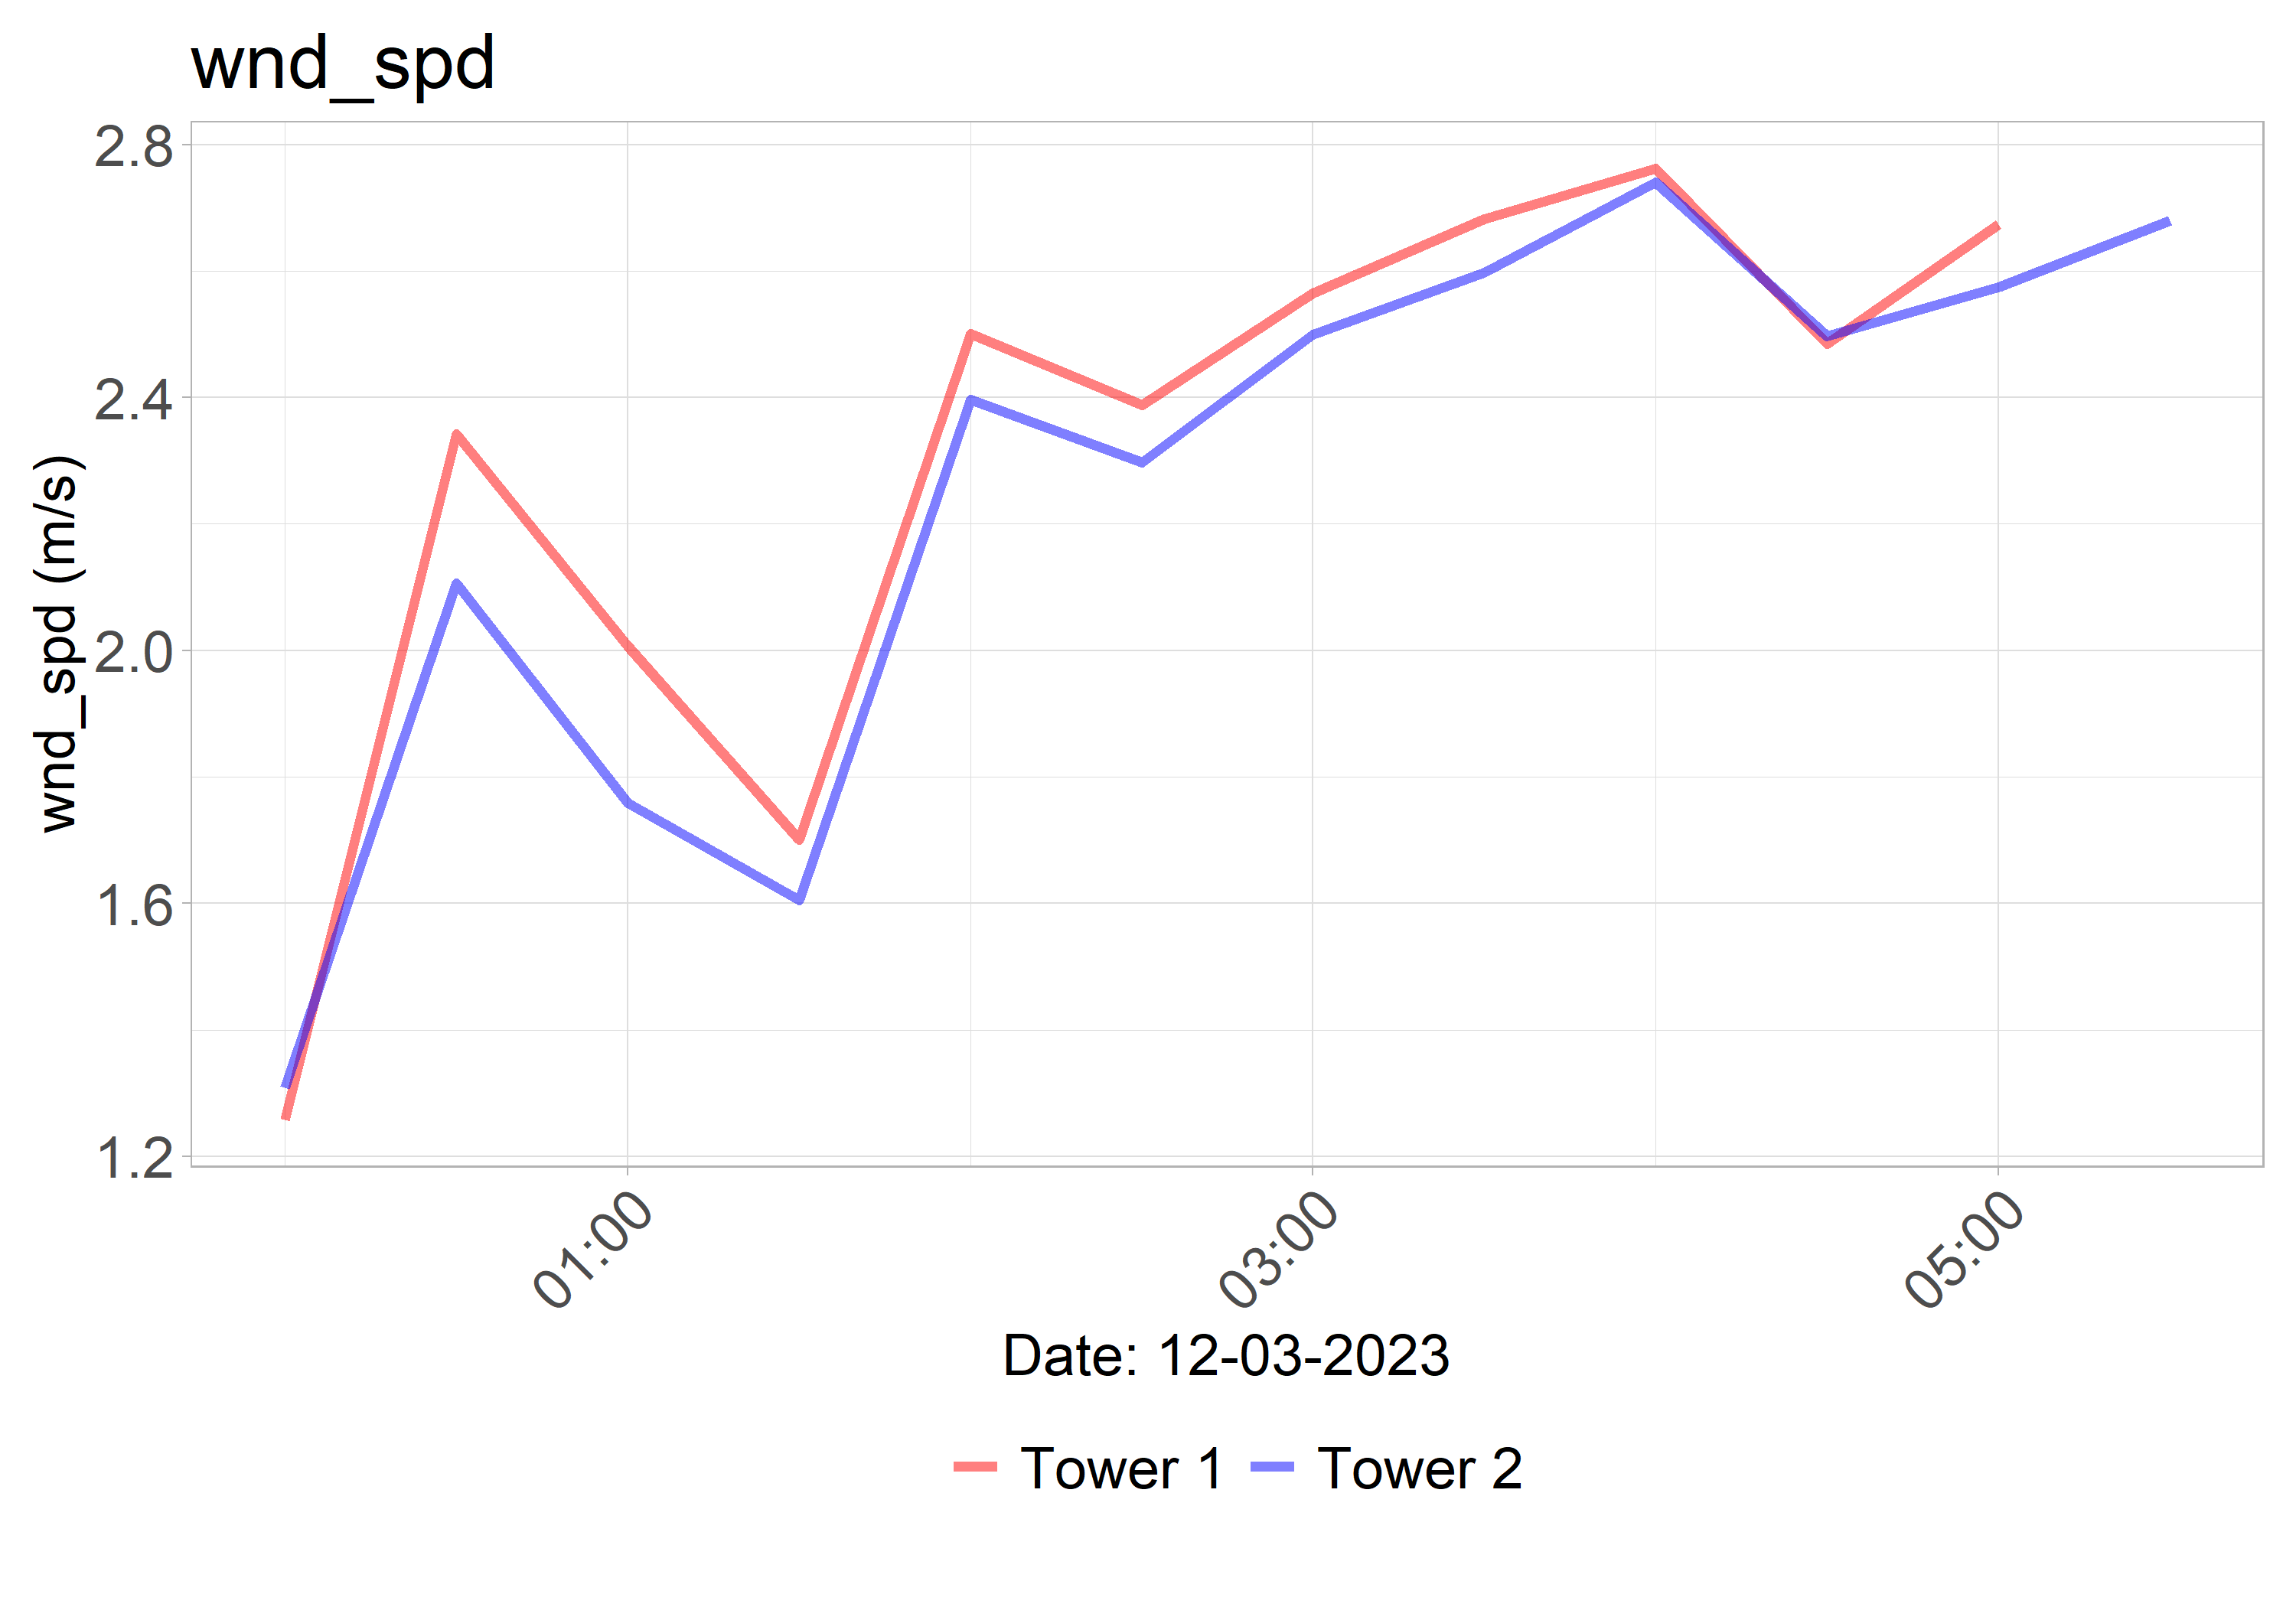 wnd_spd
2.8
2.4
2.0
1.6
1.2
wnd_spd (m/s)
01:00
03:00
05:00
Date: 12-03-2023
Tower 1
Tower 2